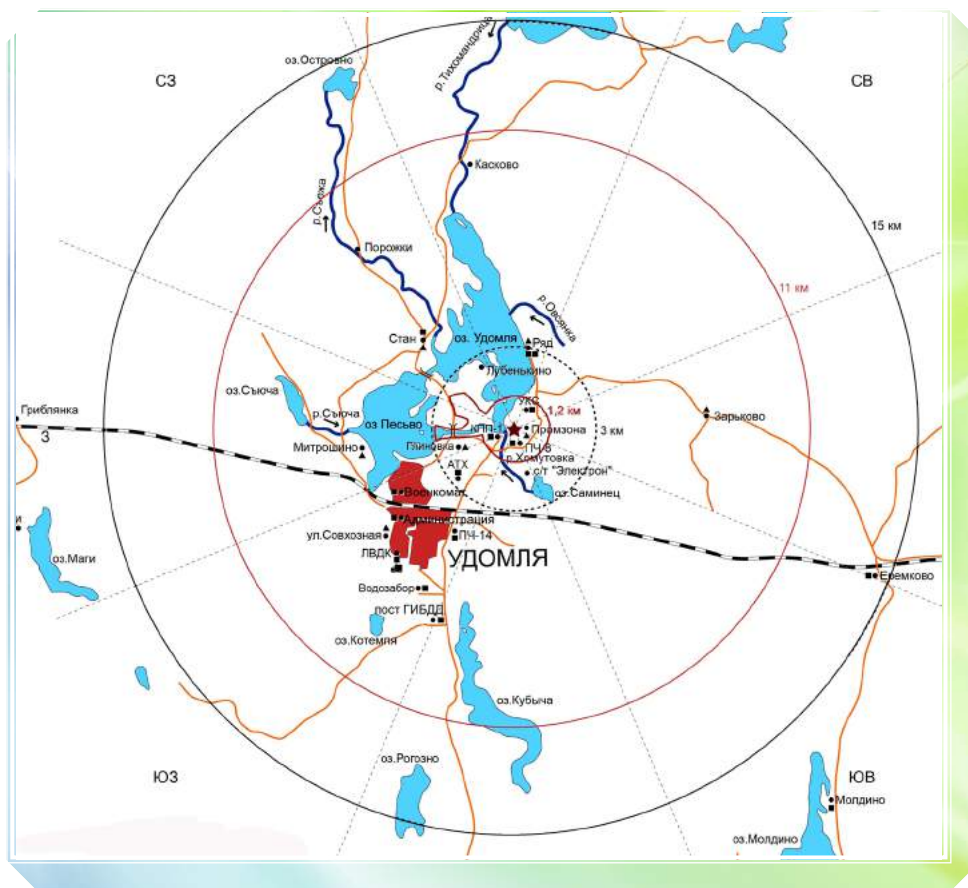 оз.Островно
СЗ
р.Тихомандрица
СВ
Касково
р.Съежа
15 км
Порожки
11 км
р.Овсянка
Стан
оз. Удомля
Ряд
Лубенькино
оз.Съюча
УКС
1,2 км
Гриблянка
р.Съюча
оз Песьво
КПП-1
Промзона
3 км
Зарьково
З
Митрошино
Глиновка
ПЧ-8
р.Хомутовка
АТХ
с/т "Электрон"
Военкомат
оз.Саминец
и
Администрация
ул.Совхозная
ПЧ-14
оз.Маги
ЛВДК
УДОМЛЯ
Еремково
Водозабор
пост ГИБДД
оз.Котемля
оз.Кубыча
оз.Рогозно
ЮЗ
ЮВ
Молдино
оз.Молдино